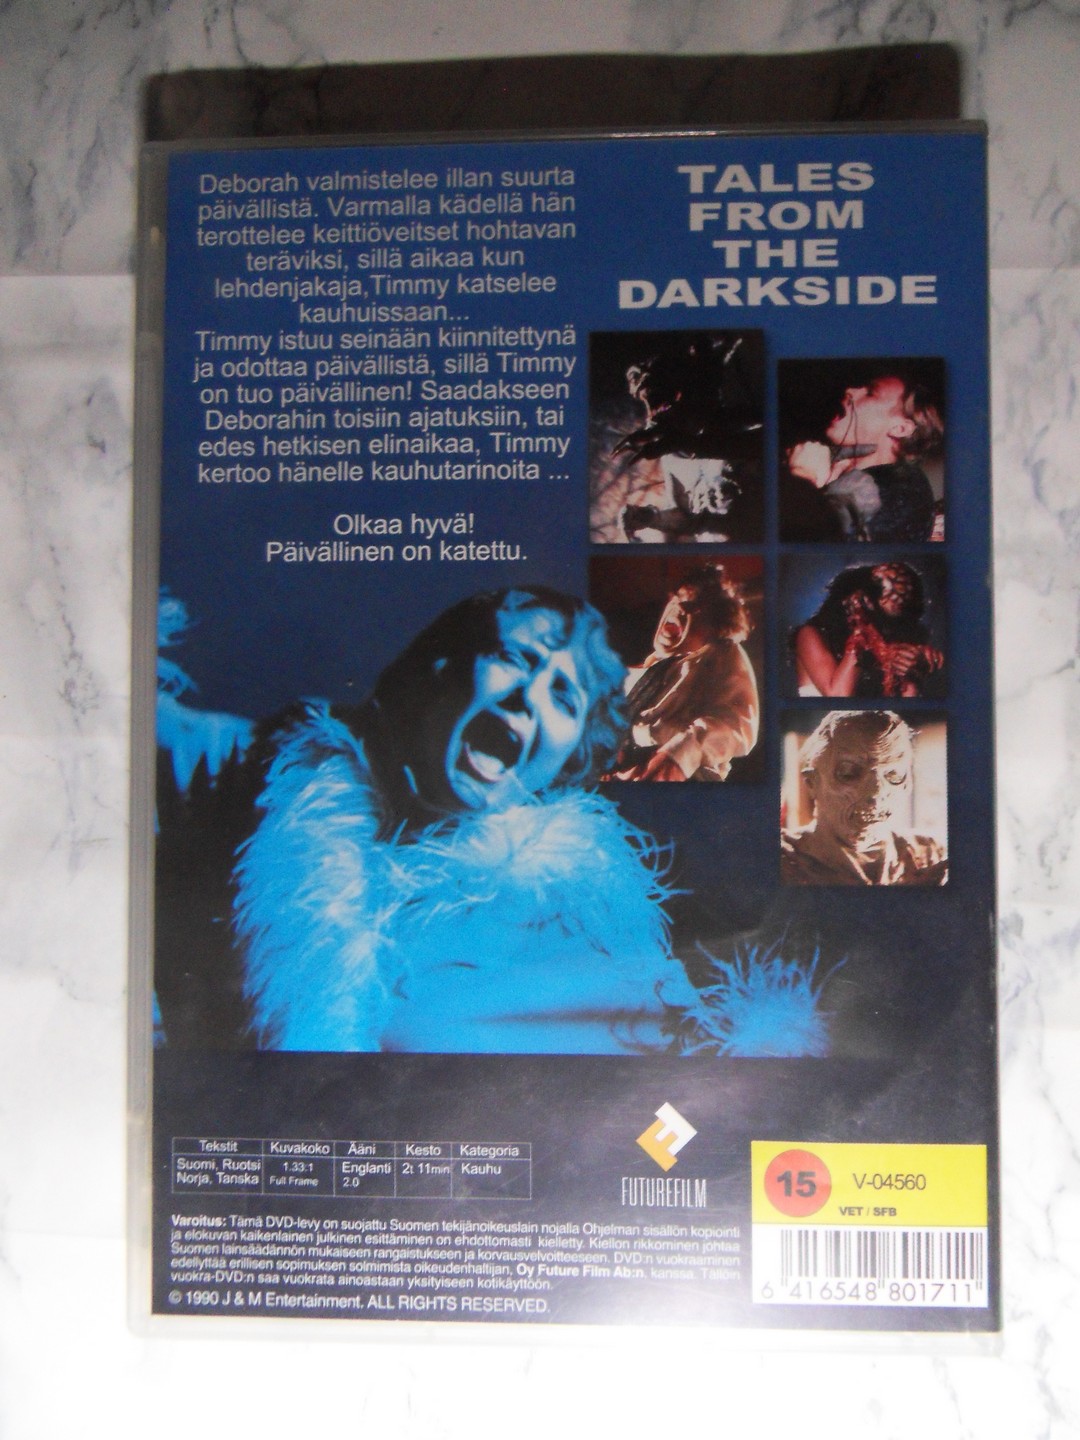 Deborah valmistelee illan suurta
päivällistä. Varmalla kädellä hän
terottelee keittiöveitset hohtavan
teräviksi, sillä aikaa kun
lehdenjakaja,Timmy katselee
kauhuissaan...
Timmy istuu seinään kiinnitettynä
ja odottaa päivällistä, sillä Timmy
on tuo päivällinen! Saadakseen
Deborahin toisiin ajatuksiin, tai
edes hetkisen elinaikaa, Timmy
kertoo hänelle kauhutarinoita ...
Olkaa hyvä!
Päivällinen on katettu.
TALES
FROM
THE
DARKSIDE
Tekstit Kuvakoko Ääni Kesto Kategoria
Suomi, Ruotsi 1.33:1 Englanti 2t 11min Kauhu
Norja, Tanska Full Frame 2.0
FUTUREFILM
15 V-04560
VET / SFB
Varoitus: Tämä DVD-levy on suojattu Suomen tekijänoikeuslain nojalla Ohjelman sisällön kopiointi
ja elokuvan kaikenlainen julkinen esittäminen on ehdottomasti kielletty. Kiellon rikkominen johtaa
Suomen lainsäädännön mukaiseen rangaistukseen ja korvausvelvoitteeseen. DVD:n vuokraaminen
edellyttää erillisen sopimuksen solmimista oikeudenhaltijan, Oy Future Film Ab:n, kanssa. Tällöin
vuokra-DVD:n saa vuokrata ainoastaan yksityiseen kotikäyttöön.
© 1990 J & M Entertainment. ALL RIGHTS RESERVED.
6 416548 801711